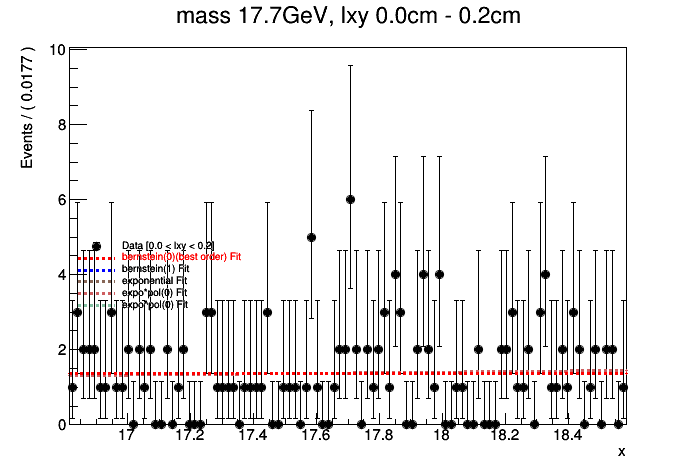 mass 17.7GeV, lxy 0.0cm - 0.2cm
Events / ( 0.0177 )
10
8
6
4
2
0
Data [0.0 < lxy < 0.2]
bernstein(0)(best order) Fit
bernstein(1) Fit
exponential Fit
expo*pol(0) Fit
expo*pol(0) Fit
17 17.2 17.4 17.6 17.8 18 18.2 18.4
x